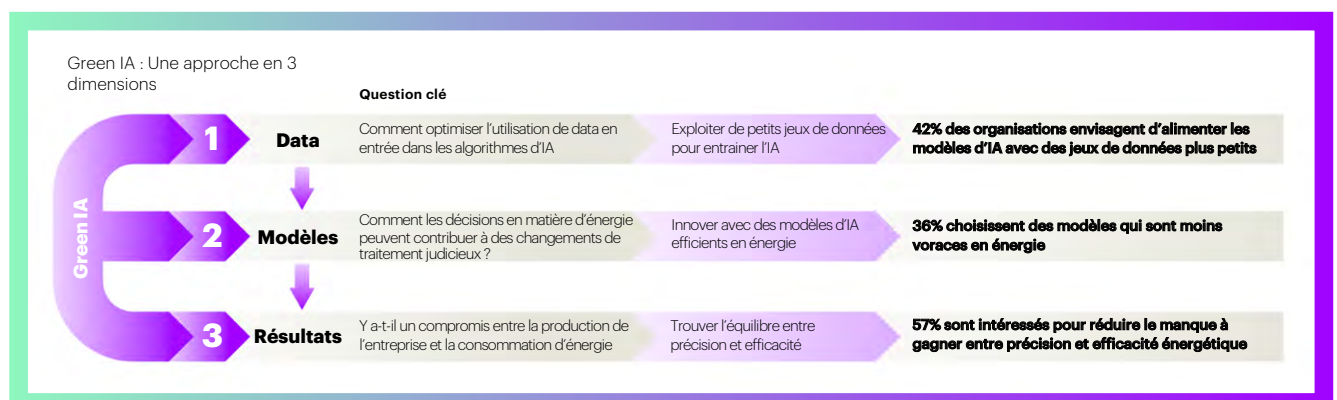 Green IA : Une approche en 3
dimensions
Question clé
Green IA
1
Data
Comment optimiser l’utilisation de data en
entrée dans les algorithmes d’IA
Exploiter de petits jeux de données
pour entrainer l’IA
42% des organisations envisagent d’alimenter les
modèles d’IA avec des jeux de données plus petits
2
Modèles
Comment les décisions en matière d’énergie
peuvent contribuer à des changements de
traitement judicieux ?
Innover avec des modèles d’IA
efficients en énergie
36% choisissent des modèles qui sont moins
voraces en énergie
3
Résultats
Y a-t-il un compromis entre la production de
l’entreprise et la consommation d’énergie
Trouver l’équilibre entre
précision et efficacité
57% sont intéressés pour réduire le manque à
gagner entre précision et efficacité énergétique